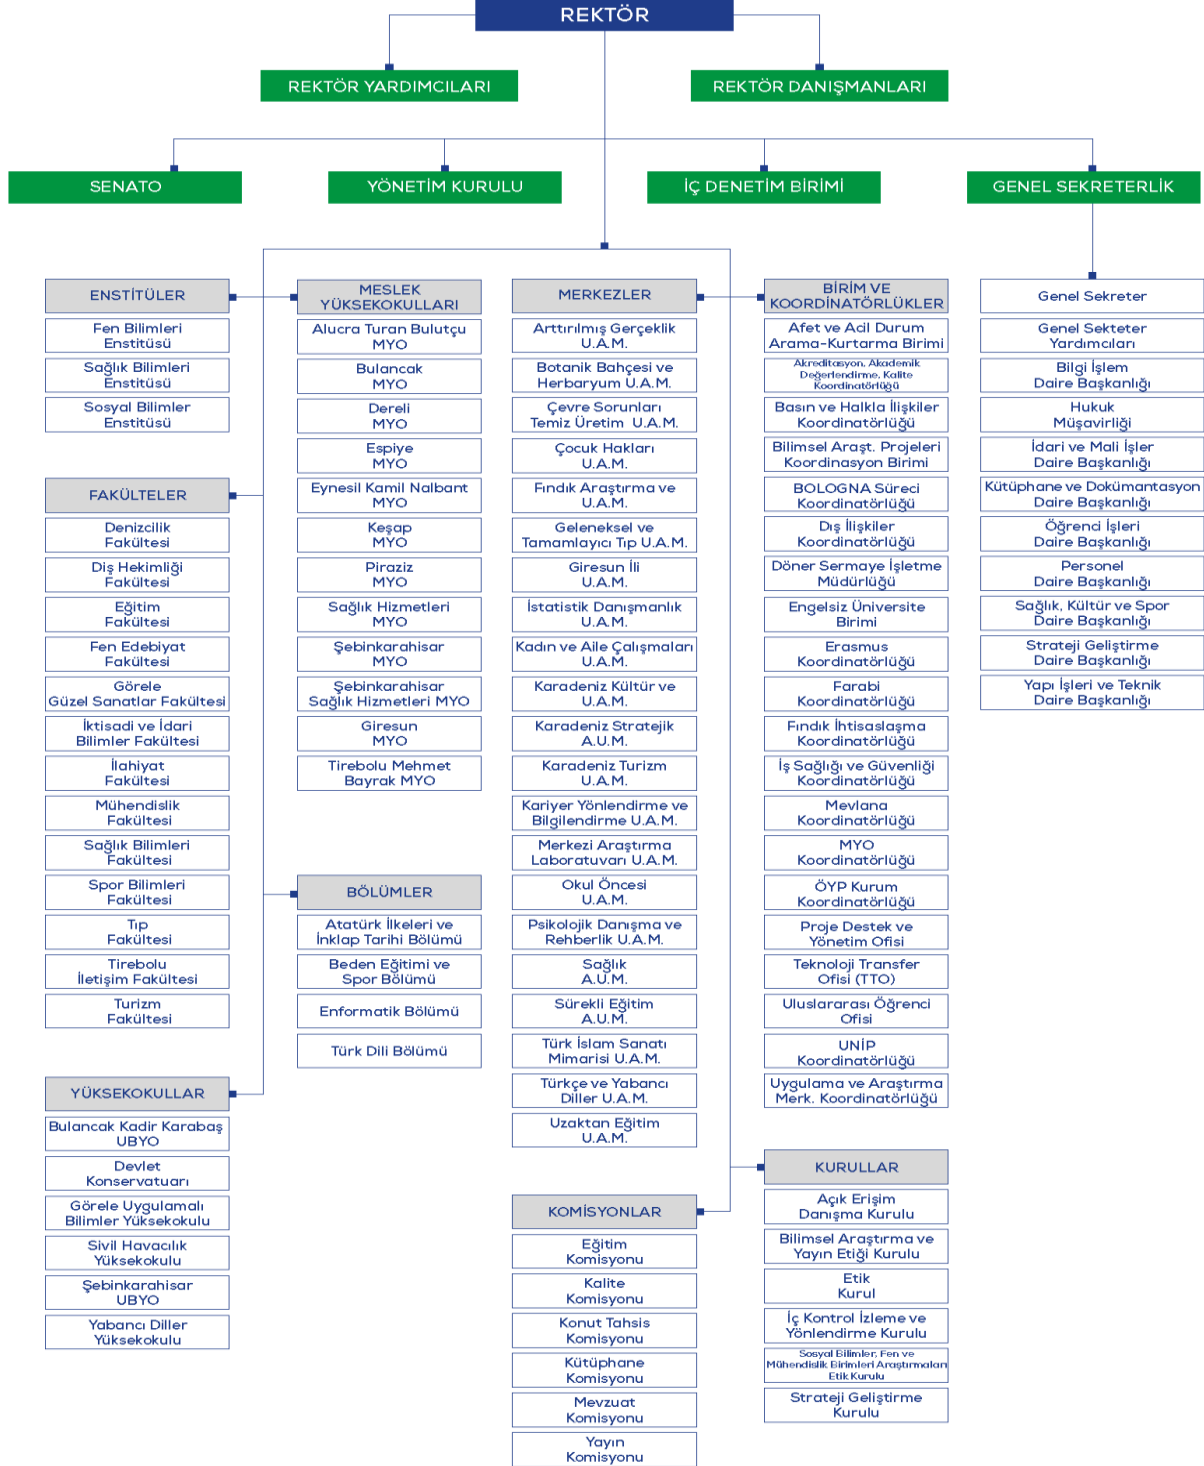 REKTÖR
REKTÖR YARDIMCILARI
REKTÖR DANIŞMANLARI
SENATO
YÖNETİM KURULU
İÇ DENETİM BİRİMİ
GENEL SEKRETERLİK
ENSTİTÜLER
Fen Bilimleri
Enstitüsü
Sağlık Bilimleri
Enstitüsü
Sosyal Bilimler
Enstitüsü
FAKÜLTELER
Denizcilik
Fakültesi
Diş Hekimliği
Fakültesi
Eğitim
Fakültesi
Fen Edebiyat
Fakültesi
Görele
Güzel Sanatlar Fakültesi
İktisadi ve İdari
Bilimler Fakültesi
İlahiyat
Fakültesi
Mühendislik
Fakültesi
Sağlık Bilimleri
Fakültesi
Spor Bilimleri
Fakültesi
Tıp
Fakültesi
Tirebolu
İletişim Fakültesi
Turizm
Fakültesi
YÜKSEKOKULLAR
Bulancak Kadir Karabaş
UBYO
Devlet
Konservatuarı
Görele Uygulamalı
Bilimler Yüksekokulu
Sivil Havacılık
Yüksekokulu
Şebinkarahisar
UBYO
Yabancı Diller
Yüksekokulu
MESLEK
YÜKSEKOKULLARI
Alucra Turan Bulutçu
MYO
Bulancak
MYO
Dereli
MYO
Espiye
MYO
Eynesil Kamil Nalbant
MYO
Keşap
MYO
Piraziz
MYO
Sağlık Hizmetleri
MYO
Şebinkarahisar
MYO
Şebinkarahisar
Sağlık Hizmetleri MYO
Giresun
MYO
Tirebolu Mehmet
Bayrak MYO
BÖLÜMLER
Atatürk İlkeleri ve
İnklap Tarihi Bölümü
Beden Eğitimi ve
Spor Bölümü
Enformatik Bölümü
Türk Dili Bölümü
MERKEZLER
Arttırılmış Gerçeklik
U.A.M.
Botanik Bahçesi ve
Herbaryum U.A.M.
Çevre Sorunları
Temiz Üretim U.A.M.
Çocuk Hakları
U.A.M.
Fındık Araştırma ve
U.A.M.
Geleneksel ve
Tamamlayıcı Tıp U.A.M.
Giresun İli
U.A.M.
İstatistik Danışmanlık
U.A.M.
Kadın ve Aile Çalışmaları
U.A.M.
Karadeniz Kültür ve
U.A.M.
Karadeniz Stratejik
A.U.M.
Karadeniz Turizm
U.A.M.
Kariyer Yönlendirme ve
Bilgilendirme U.A.M.
Merkezi Araştırma
Laboratuvarı U.A.M.
Okul Öncesi
U.A.M.
Psikolojik Danışma ve
Rehberlik U.A.M.
Sağlık
A.U.M.
Sürekli Eğitim
A.U.M.
Türk İslam Sanatı
Mimarisi U.A.M.
Türkçe ve Yabancı
Diller U.A.M.
Uzaktan Eğitim
U.A.M.
KOMİSYONLAR
Eğitim
Komisyonu
Kalite
Komisyonu
Konut Tahsis
Komisyonu
Kütüphane
Komisyonu
Mevzuat
Komisyonu
Yayın
Komisyonu
BİRİM VE
KOORDİNATÖRLÜKLER
Afet ve Acil Durum
Arama-Kurtarma Birimi
Akreditasyon, Akademik
Değerlendirme, Kalite
Koordinatörlüğü
Basın ve Halkla İlişkiler
Koordinatörlüğü
Bilimsel Araşt. Projeleri
Koordinasyon Birimi
BOLOGNA Süreci
Koordinatörlüğü
Dış İlişkiler
Koordinatörlüğü
Döner Sermaye İşletme
Müdürlüğü
Engelsiz Üniversite
Birimi
Erasmus
Koordinatörlüğü
Farabi
Koordinatörlüğü
Fındık İhtisaslaşma
Koordinatörlüğü
İş Sağlığı ve Güvenliği
Koordinatörlüğü
Mevlana
Koordinatörlüğü
MYO
Koordinatörlüğü
ÖYP Kurum
Koordinatörlüğü
Proje Destek ve
Yönetim Ofisi
Teknoloji Transfer
Ofisi (TTO)
Uluslararası Öğrenci
Ofisi
UNİP
Koordinatörlüğü
Uygulama ve Araştırma
Merk. Koordinatörlüğü
KURULLAR
Açık Erişim
Danışma Kurulu
Bilimsel Araştırma ve
Yayın Etiği Kurulu
Etik
Kurul
İç Kontrol İzleme ve
Yönlendirme Kurulu
Sosyal Bilimler, Fen ve
Mühendislik Birimleri Araştırmaları
Etik Kurulu
Strateji Geliştirme
Kurulu
Genel Sekreter
Genel Sekteter
Yardımcıları
Bilgi İşlem
Daire Başkanlığı
Hukuk
Müşavirliği
İdari ve Mali İşler
Daire Başkanlığı
Kütüphane ve Dokümantasyon
Daire Başkanlığı
Öğrenci İşleri
Daire Başkanlığı
Personel
Daire Başkanlığı
Sağlık, Kültür ve Spor
Daire Başkanlığı
Strateji Geliştirme
Daire Başkanlığı
Yapı İşleri ve Teknik
Daire Başkanlığı